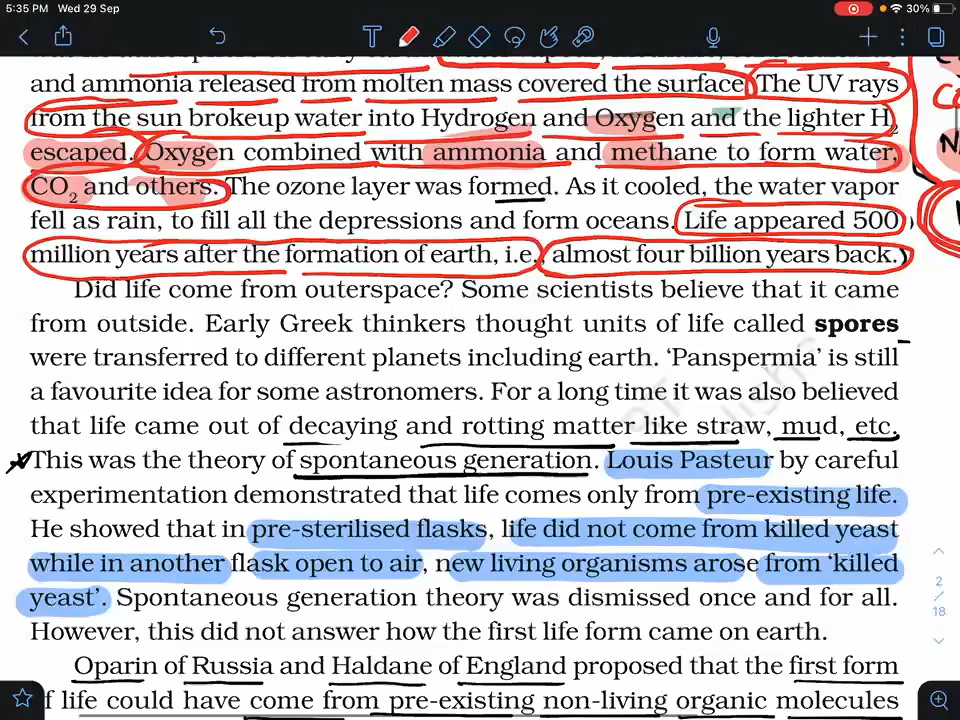 5:35 PM Wed 29 Sep 30%
and ammonia released from molten mass covered the surface. The UV rays
from the sun brokeup water into Hydrogen and Oxygen and the lighter H₂
escaped. Oxygen combined with ammonia and methane to form water,
CO₂ and others. The ozone layer was formed. As it cooled, the water vapor
fell as rain, to fill all the depressions and form oceans. Life appeared 500
million years after the formation of earth, i.e., almost four billion years back.
Did life come from outerspace? Some scientists believe that it came
from outside. Early Greek thinkers thought units of life called spores
were transferred to different planets including earth. ‘Panspermia’ is still
a favourite idea for some astronomers. For a long time it was also believed
that life came out of decaying and rotting matter like straw, mud, etc.
This was the theory of spontaneous generation. Louis Pasteur by careful
experimentation demonstrated that life comes only from pre-existing life.
He showed that in pre-sterilised flasks, life did not come from killed yeast
while in another flask open to air, new living organisms arose from ‘killed
yeast’. Spontaneous generation theory was dismissed once and for all.
However, this did not answer how the first life form came on earth.
Oparin of Russia and Haldane of England proposed that the first form
of life could have come from pre-existing non-living organic molecules
2
/
18